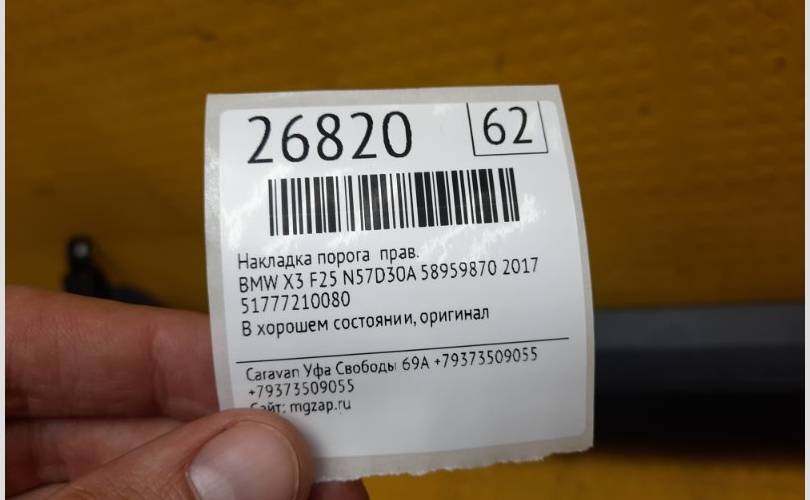 26820 62
Накладка порога прав.
BMW X3 F25 N57D30A 58959870 2017
51777210080
В хорошем состоянии, оригинал
Caravan Уфа Свободы 69А +79373509055
+79373509055
Сайт: mgzap.ru